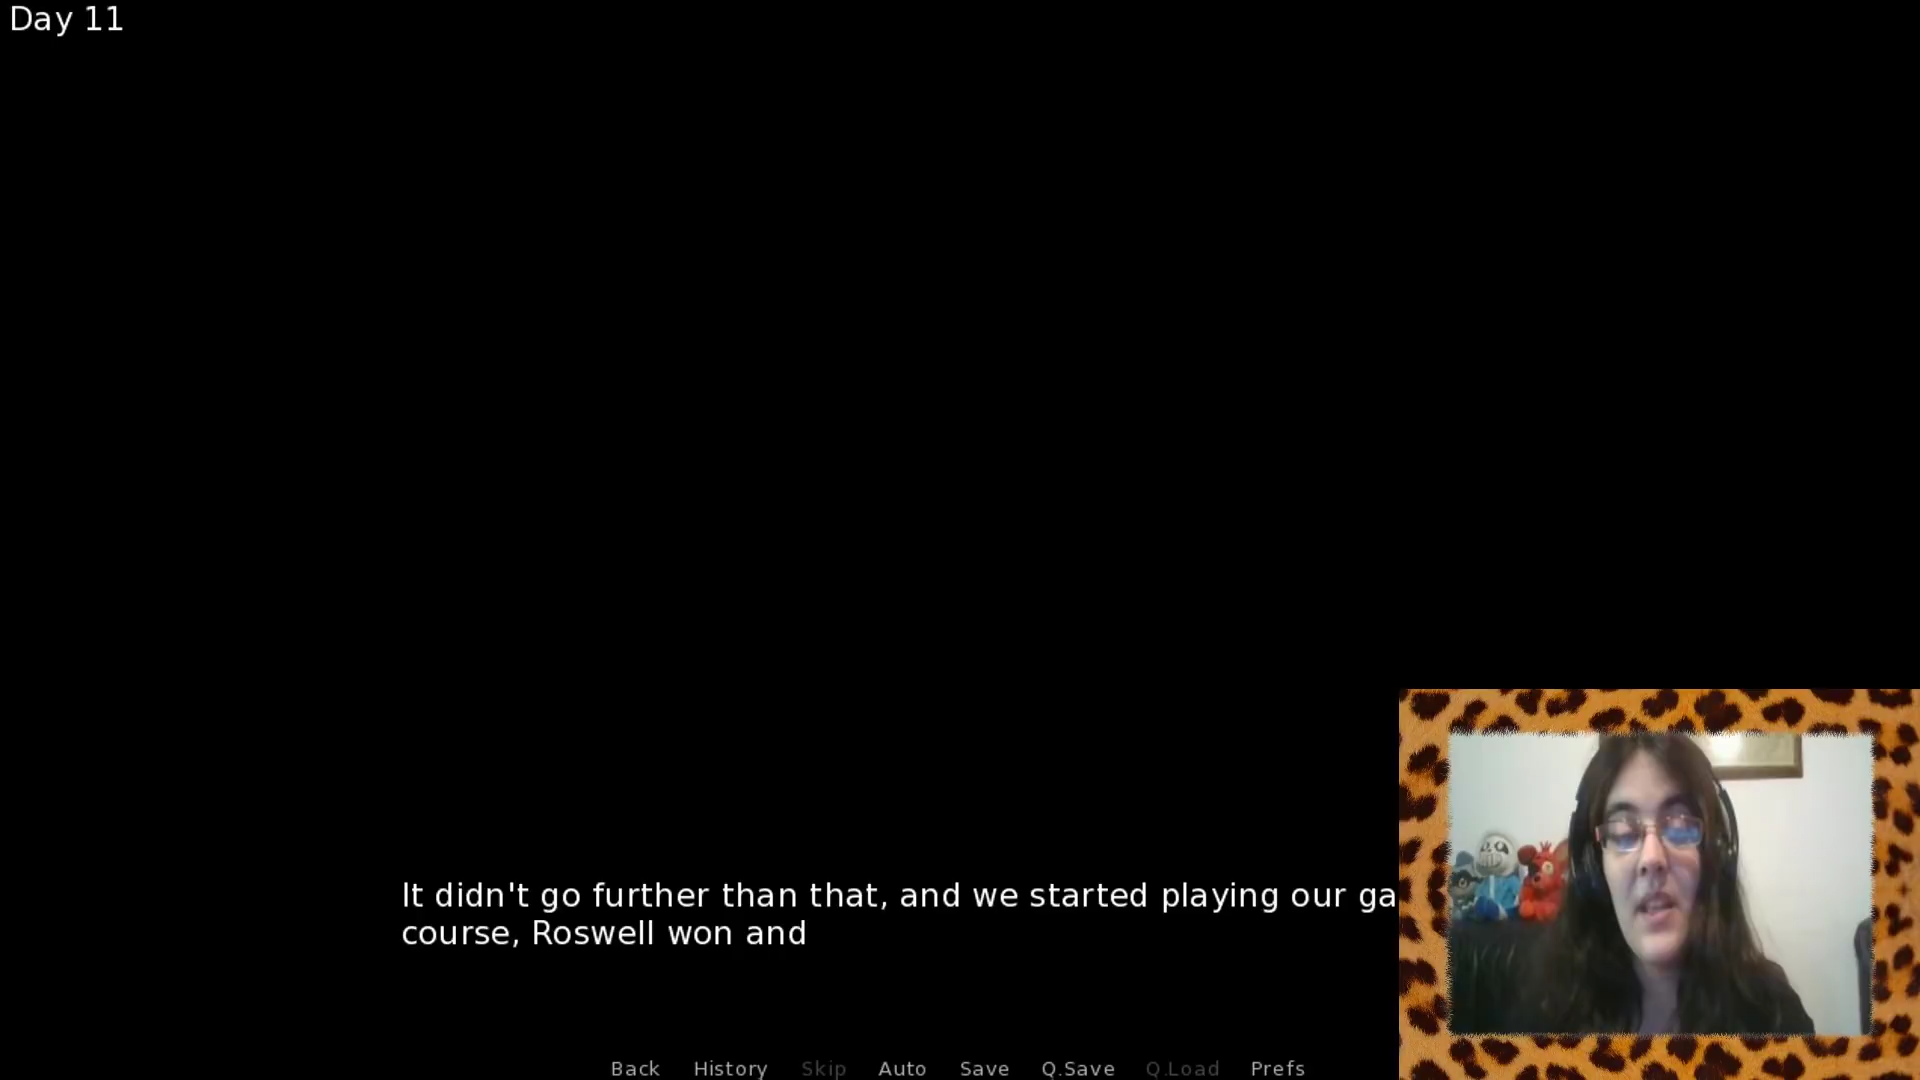 Day 11
It didn't go further than that, and we started playing our ga
course, Roswell won and
Back History Skip Auto Save Q.Save Q.Load Prefs